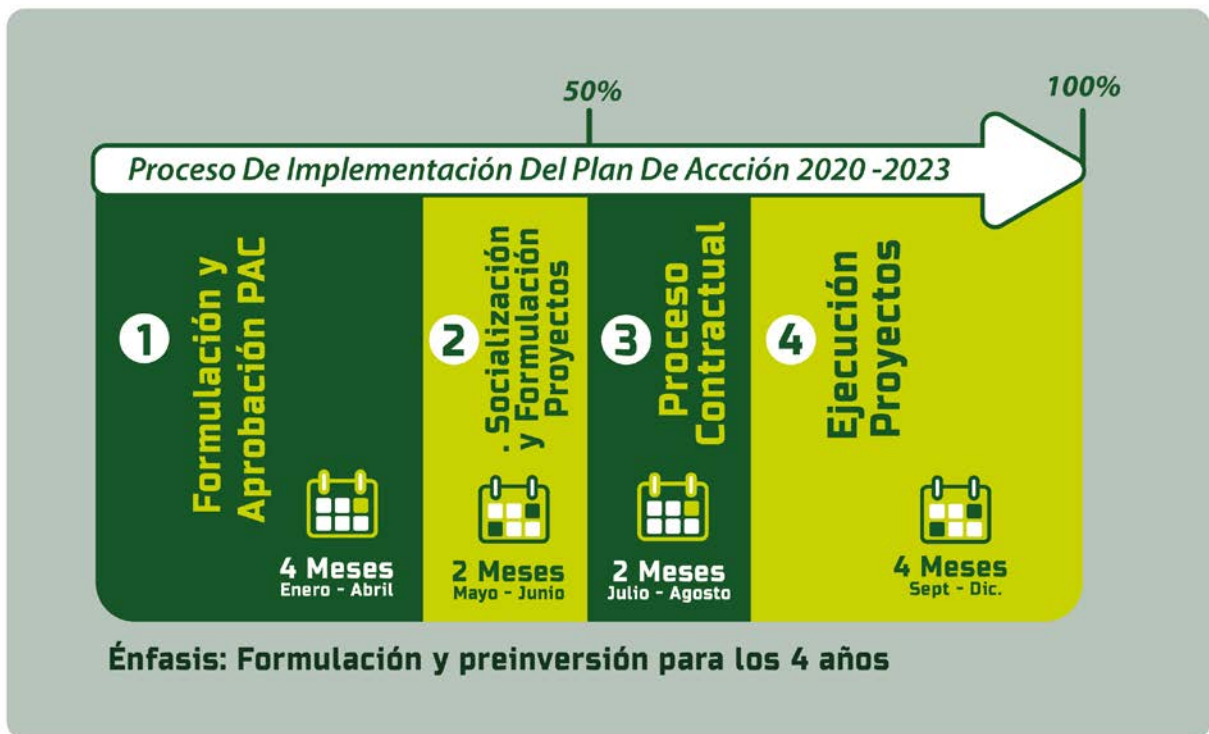 50%
100%
Proceso De Implementación Del Plan De Accción 2020 -2023
1
Formulación y
Aprobación PAC
4 Meses
Enero - Abril
2
. Socialización
y Formulación
Proyectos
2 Meses
Mayo - Junio
3
Proceso
Contractual
2 Meses
Julio - Agosto
4
Ejecución
Proyectos
4 Meses
Sept - Dic.
Énfasis: Formulación y preinversión para los 4 años